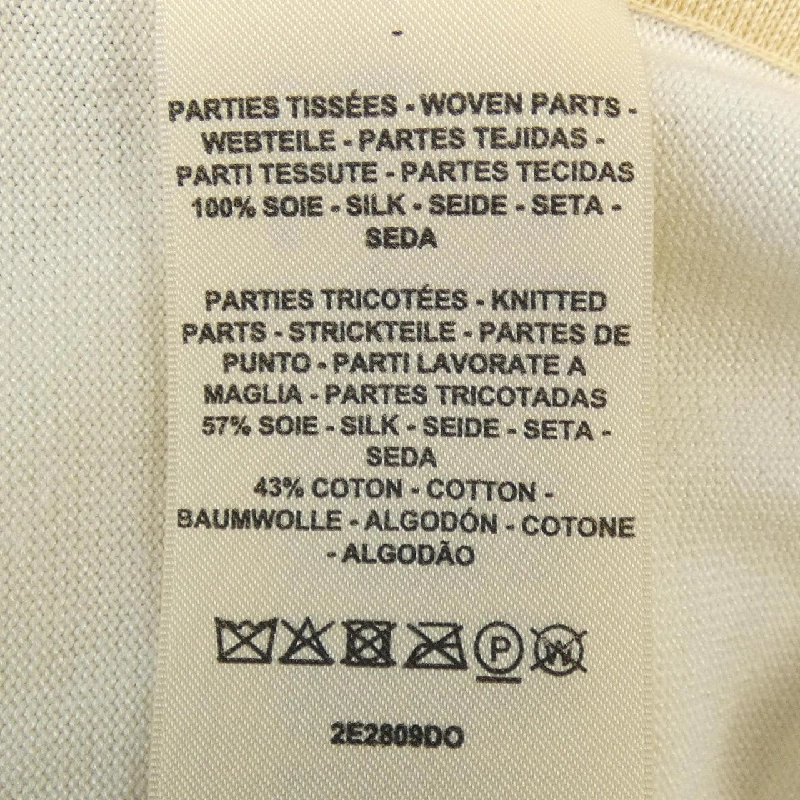 -
PARTIES TISSÉES - WOVEN PARTS -
WEBTEILE - PARTES TEJIDAS -
PARTI TESSUTE - PARTES TECIDAS
100% SOIE - SILK - SEIDE - SETA -
SEDA
PARTIES TRICOTÉES - KNITTED
PARTS - STRICKTEILE - PARTES DE
PUNTO - PARTI LAVORATE A
MAGLIA - PARTES TRICOTADAS
57% SOIE - SILK - SEIDE - SETA -
SEDA
43% COTON - COTTON -
BAUMWOLLE - ALGODÓN - COTONE
- ALGODÃO
P W
2E2809DO